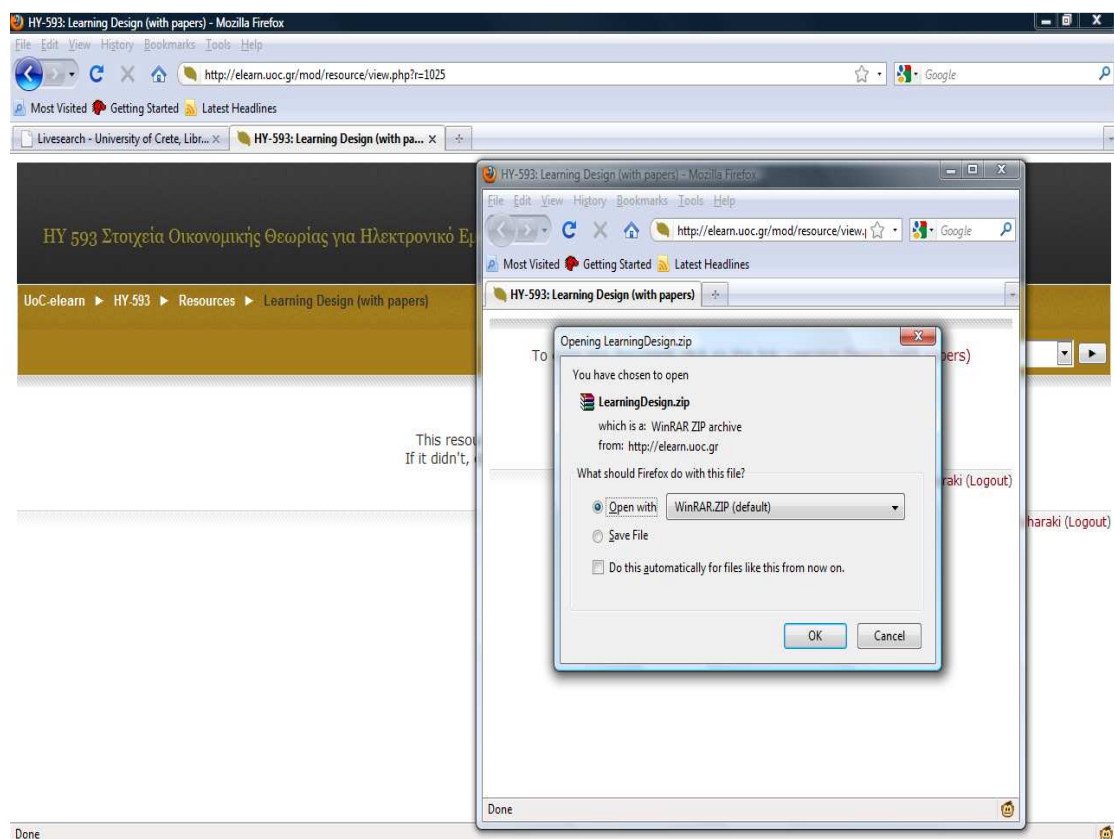 HY-593: Learning Design (with papers) - Mozilla Firefox
File Edit View History Bookmarks Tools Help
http://elearn.uoc.gr/mod/resource/view.php?r=1025
Google
Most Visited Getting Started Latest Headlines
Livesearch - University of Crete, Libr...
HY-593: Learning Design (with pa...
ΗΥ 593 Στοιχεία Οικονομικής Θεωρίας για Ηλεκτρονικό Εμ
UoC-elearn ► HY-593 ► Resources ► Learning Design (with papers)
This resou
If it didn't,
haraki (Logout)
Done
HY-593: Learning Design (with papers) - Mozilla Firefox
File Edit View History Bookmarks Tools Help
http://elearn.uoc.gr/mod/resource/view.
Google
Most Visited Getting Started Latest Headlines
HY-593: Learning Design (with papers)
To
pers)
raki (Logout)
Done
Opening LearningDesign.zip
You have chosen to open
LearningDesign.zip
which is a: WinRAR ZIP archive
from: http://elearn.uoc.gr
What should Firefox do with this file?
Open with WinRAR.ZIP (default)
Save File
Do this automatically for files like this from now on.
OK Cancel